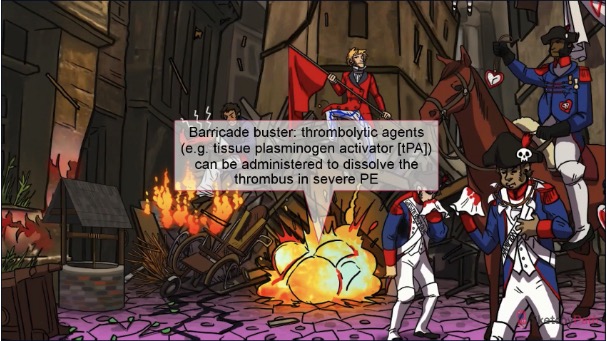 Barricade buster: thrombolytic agents
(e.g. tissue plasminogen activator [tPA])
can be administered to dissolve the
thrombus in severe PE